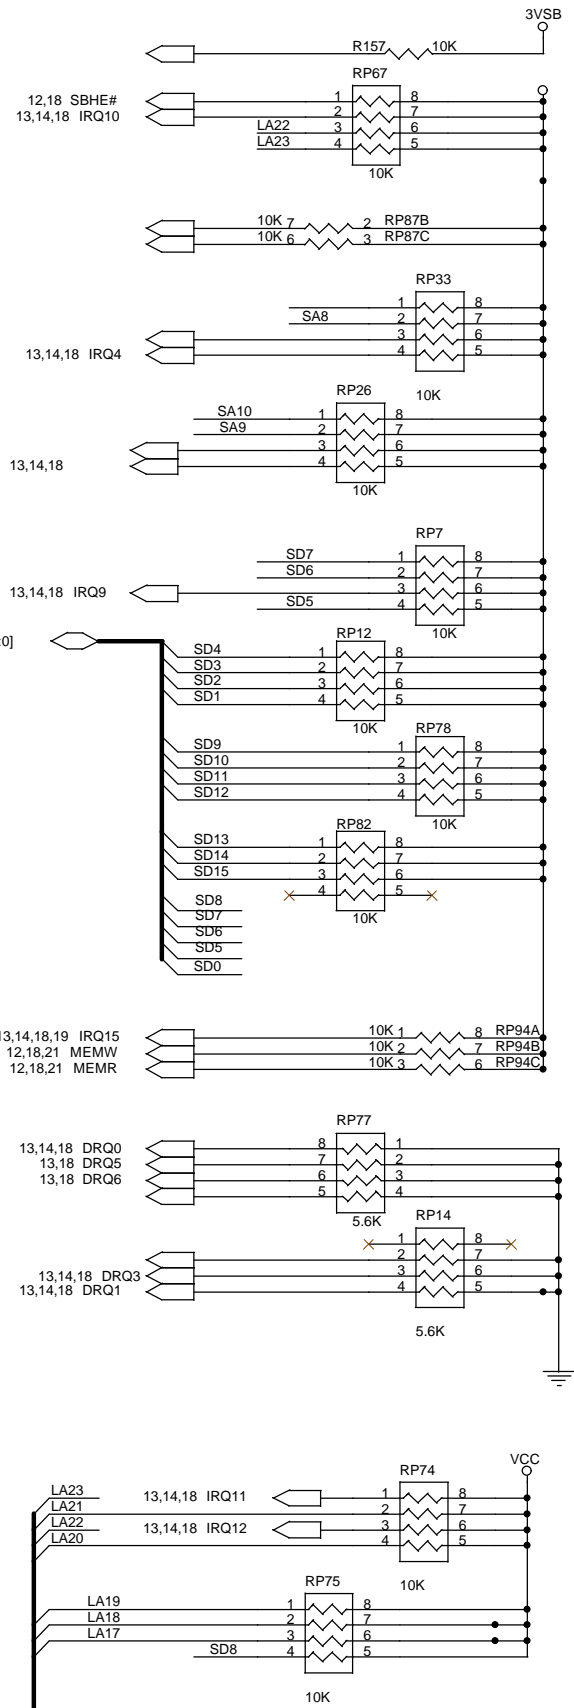 3VSB
R157 10K
RP67
12,18 SBHE# 1 8
13,14,18 IRQ10 2 7
LA22 3 6
LA23 4 5
10K
10K 7 2 RP87B
10K 6 3 RP87C
RP33
1 8
SA8 2 7
3 6
13,14,18 IRQ4 4 5
10K
RP26
SA10 1 8
SA9 2 7
3 6
13,14,18 4 5
10K
RP7
SD7 1 8
SD6 2 7
13,14,18 IRQ9 3 6
SD5 4 5
10K
0]
RP12
SD4 1 8
SD3 2 7
SD2 3 6
SD1 4 5
10K
RP78
SD9 1 8
SD10 2 7
SD11 3 6
SD12 4 5
10K
RP82
SD13 1 8
SD14 2 7
SD15 3 6
4 5
10K
SD8
SD7
SD6
SD5
SD0
13,14,18,19 IRQ15 10K 1 8 RP94A
12,18,21 MEMW 10K 2 7 RP94B
12,18,21 MEMR 10K 3 6 RP94C
RP77
13,14,18 DRQ0 8 1
13,18 DRQ5 7 2
13,18 DRQ6 6 3
5 4
5.6K
RP14
1 8
2 7
13,14,18 DRQ3 3 6
13,14,18 DRQ1 4 5
5.6K
VCC
RP74
LA23 13,14,18 IRQ11 1 8
LA21 2 7
LA22 13,14,18 IRQ12 3 6
LA20 4 5
10K
RP75
LA19 1 8
LA18 2 7
LA17 3 6
SD8 4 5
10K